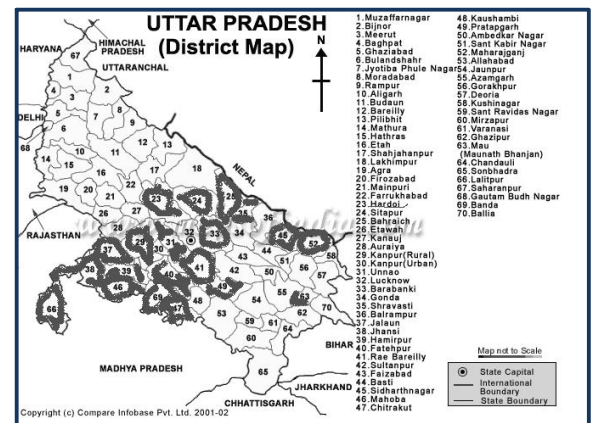 UTTAR PRADESH
(District Map)
N
HARYANA
HIMACHAL
PRADESH
UTTARANCHAL
DELHI
NEPAL
RAJASTHAN
BIHAR
MADHYA PRADESH
JHARKHAND
CHHATTISGARH
1.Muzaffarnagar
2.Bijnor
3.Meerut
4.Baghpat
5.Ghaziabad
6.Bulandshahr
7.Jyotiba Phule Nagar
8.Moradabad
9.Rampur
10.Aligarh
11.Budaun
12.Bareilly
13.Pilibhit
14.Mathura
15.Hathras
16.Etah
17.Shahjahanpur
18.Lakhimpur
19.Agra
20.Firozabad
21.Mainpuri
22.Farrukhabad
23.Hardoi
24.Sitapur
25.Bahraich
26.Etawah
27.Kanauj
28.Auraiya
29.Kanpur(Rural)
30.Kanpur(Urban)
31.Unnao
32.Lucknow
33.Barabanki
34.Gonda
35.Shravasti
36.Balrampur
37.Jalaun
38.Jhansi
39.Hamirpur
40.Fatehpur
41.Rae Bareilly
42.Sultanpur
43.Faizabad
44.Basti
45.Sidharthnagar
46.Mahoba
47.Chitrakut
48.Kaushambi
49.Pratapgarh
50.Ambedkar Nagar
51.Sant Kabir Nagar
52.Maharajganj
53.Allahabad
54.Jaunpur
55.Azamgarh
56.Gorakhpur
57.Deoria
58.Kushinagar
59.Sant Ravidas Nagar
60.Mirzapur
61.Varanasi
62.Ghazipur
63.Mau
(Maunath Bhanjan)
64.Chandauli
65.Sonbhadra
66.Lalitpur
67.Saharanpur
68.Gautam Budh Nagar
69.Banda
70.Ballia
Map not to Scale
State Capital
International
Boundary
State Boundary
Copyright (c) Compare Infobase Pvt. Ltd. 2001-02